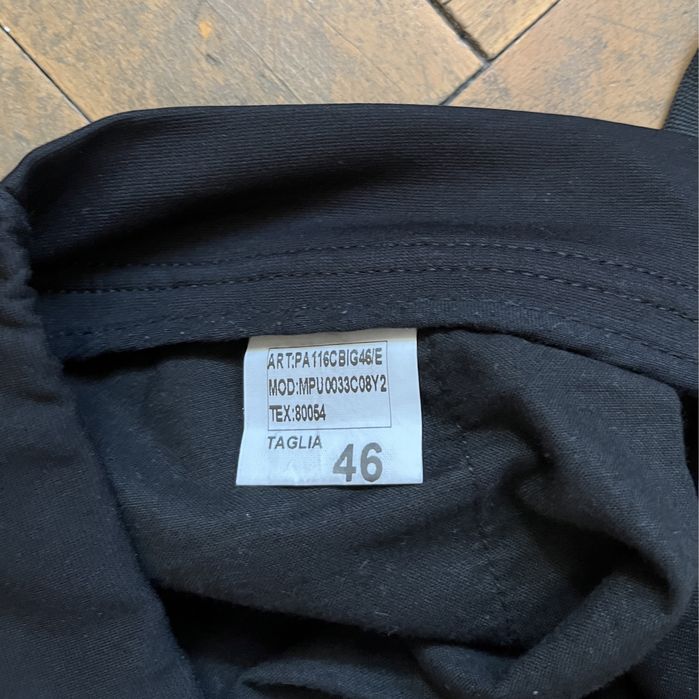 ART:PA116CBIG46/E
MOD:MPU0033C08Y2
TEX:80054
TAGLIA
46